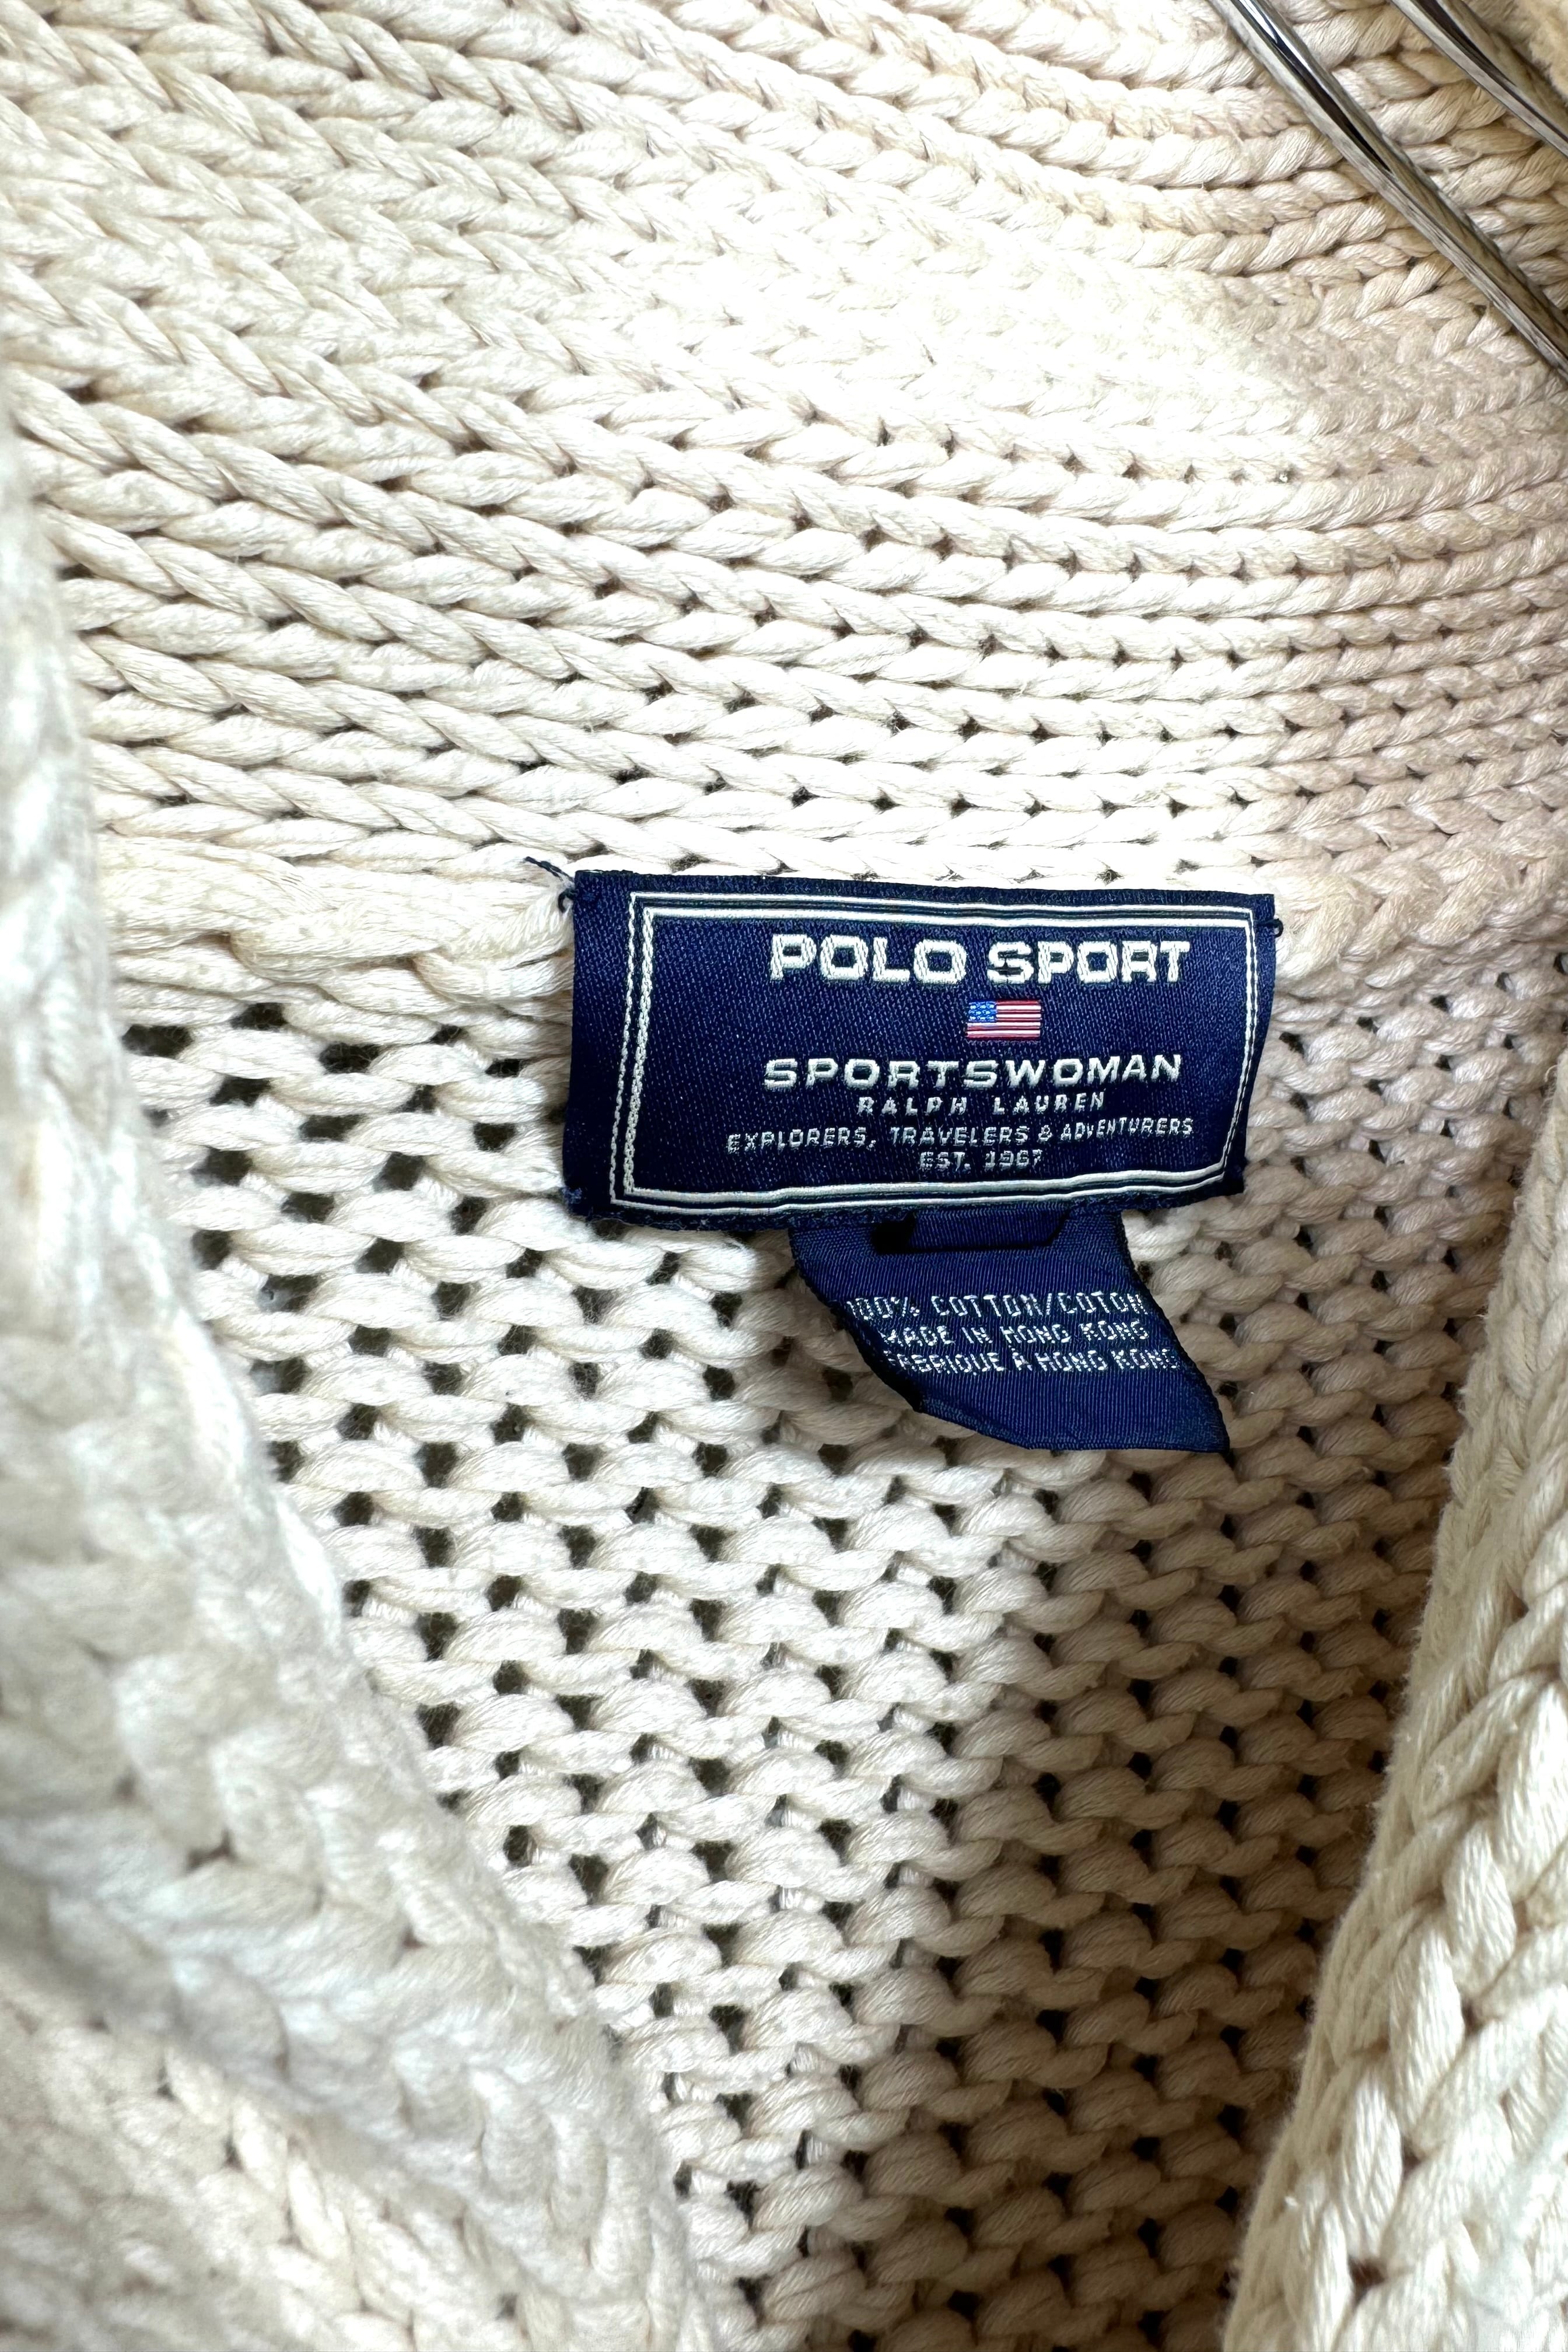 POLO SPORT
SPORTSWOMAN
RALPH LAUREN
EXPLORERS, TRAVELERS & ADVENTURERS
EST. 1967
100% COTTON/COTON
MADE IN HONG KONG
FABRIQUE À HONG KONG